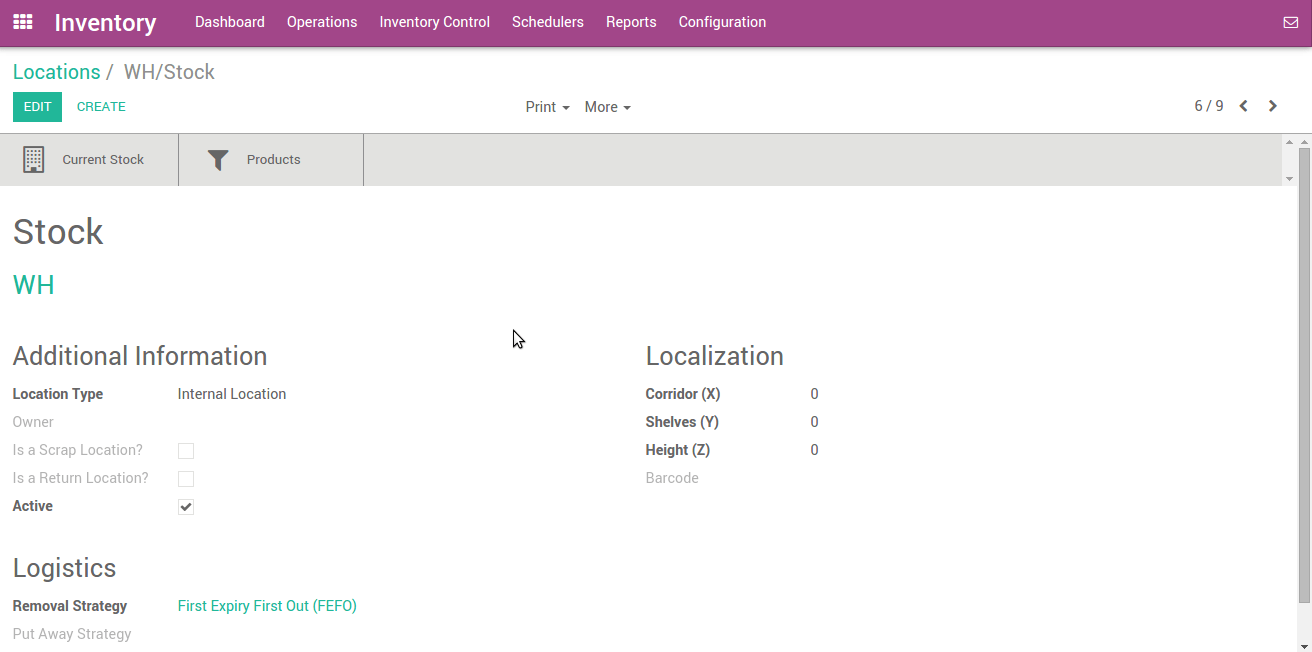 Inventory Dashboard Operations Inventory Control Schedulers Reports Configuration
Locations / WH/Stock
EDIT CREATE Print More 6 / 9
Current Stock Products
Stock
WH
Additional Information Localization
Location Type Internal Location Corridor (X) 0
Owner Shelves (Y) 0
Is a Scrap Location? Height (Z) 0
Is a Return Location? Barcode
Active
Logistics
Removal Strategy First Expiry First Out (FEFO)
Put Away Strategy